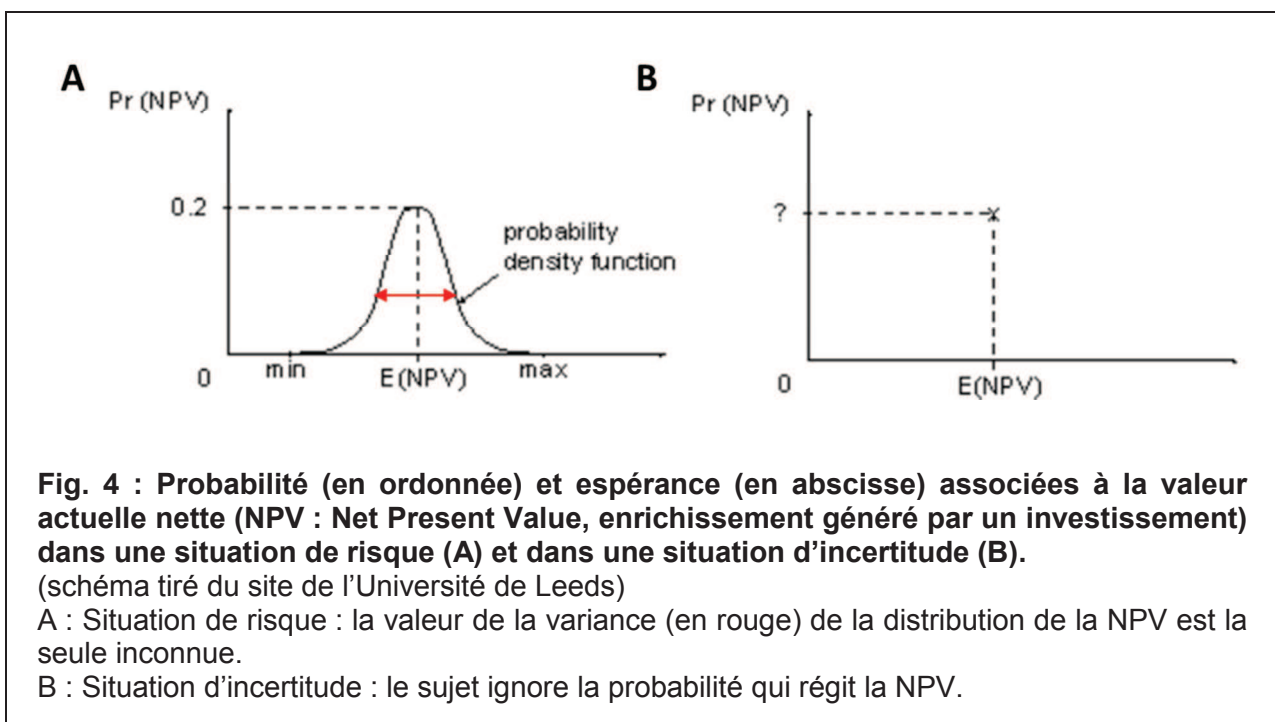 A
Pr (NPV)
0.2
probability
density function
0
min
E(NPV)
max
B
Pr (NPV)
?
0
E(NPV)
Fig. 4 : Probabilité (en ordonnée) et espérance (en abscisse) associées à la valeur
actuelle nette (NPV : Net Present Value, enrichissement généré par un investissement)
dans une situation de risque (A) et dans une situation d’incertitude (B).
(schéma tiré du site de l’Université de Leeds)
A : Situation de risque : la valeur de la variance (en rouge) de la distribution de la NPV est la
seule inconnue.
B : Situation d’incertitude : le sujet ignore la probabilité qui régit la NPV.